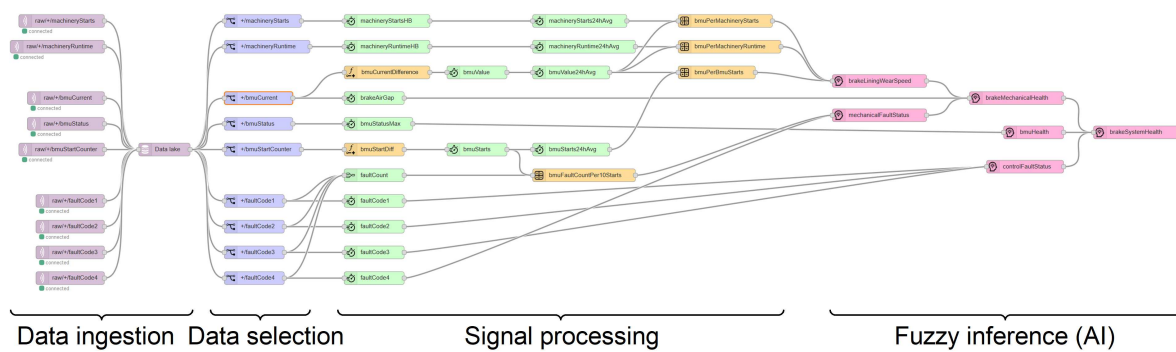 raw/+/machineryStarts
connected
raw/+/machineryRuntime
connected
raw/+/bmuCurrent
connected
raw/+/bmuStatus
connected
raw/+/bmuStartCounter
connected
raw/+/faultCode1
connected
raw/+/faultCode2
connected
raw/+/faultCode3
connected
raw/+/faultCode4
connected
Data lake
+/machineryStarts
+/machineryRuntime
+/bmuCurrent
+/bmuStatus
+/bmuStartCounter
+/faultCode1
+/faultCode2
+/faultCode3
+/faultCode4
machineryStartsHB
machineryRuntimeHB
bmuCurrentDifference
brakeAirGap
bmuStatusMax
bmuStartDiff
faultCount
faultCode1
faultCode2
faultCode3
faultCode4
bmuValue
bmuStarts
machineryStarts24hAvg
machineryRuntime24hAvg
bmuValue24hAvg
bmuStarts24hAvg
bmuFaultCountPer10Starts
bmuPerMachineryStarts
bmuPerMachineryRuntime
bmuPerBmuStarts
brakeLiningWearSpeed
mechanicalFaultStatus
brakeMechanicalHealth
bmuHealth
controlFaultStatus
brakeSystemHealth
Data ingestion
Data selection
Signal processing
Fuzzy inference (AI)